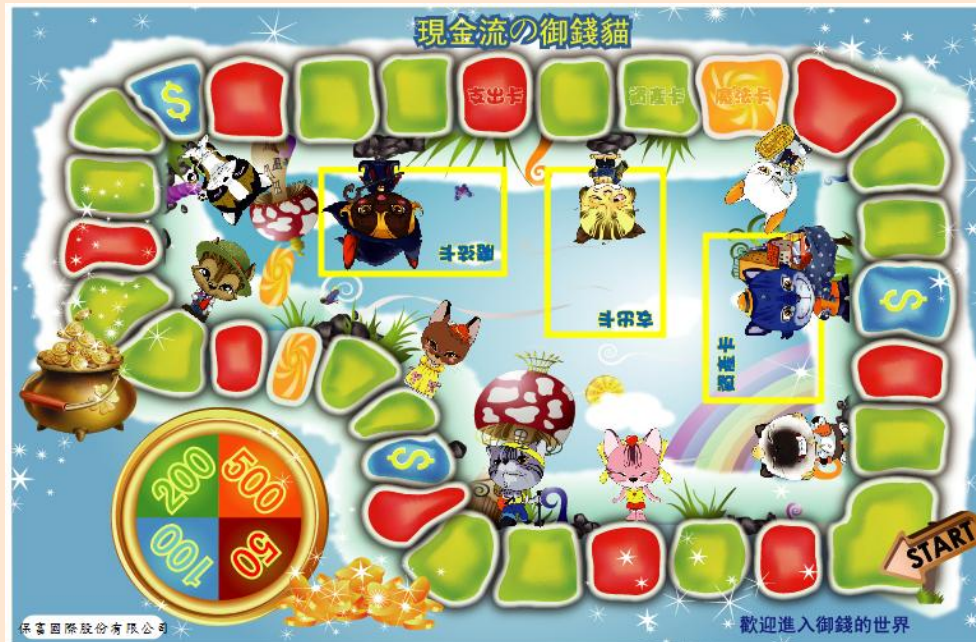 現金流の御錢貓
$
支出卡
資產卡
魔法卡
魔法卡
支出卡
資產卡
$
$
200
500
100
50
START
保富國際股份有限公司
歡迎進入御錢的世界